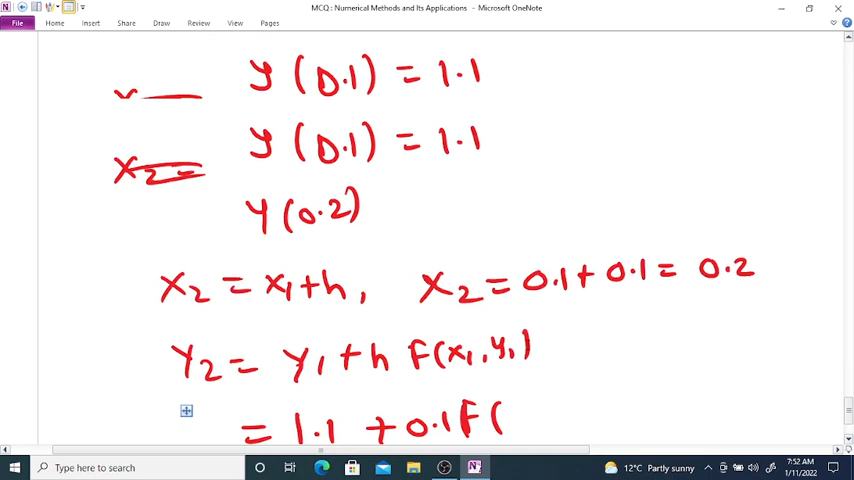 MCQ : Numerical Methods and Its Applications - Microsoft OneNote
File Home Insert Share Draw History Review View Pages
y (0.1) = 1.1
y (0.1) = 1.1
x2 =
y (0.2)
x2 = x1 + h, x2 = 0.1 + 0.1 = 0.2
y2 = y1 + h F(x1, y1)
= 1.1 + 0.1 F(
Type here to search
12°C Partly sunny
7:52 AM
1/11/2022